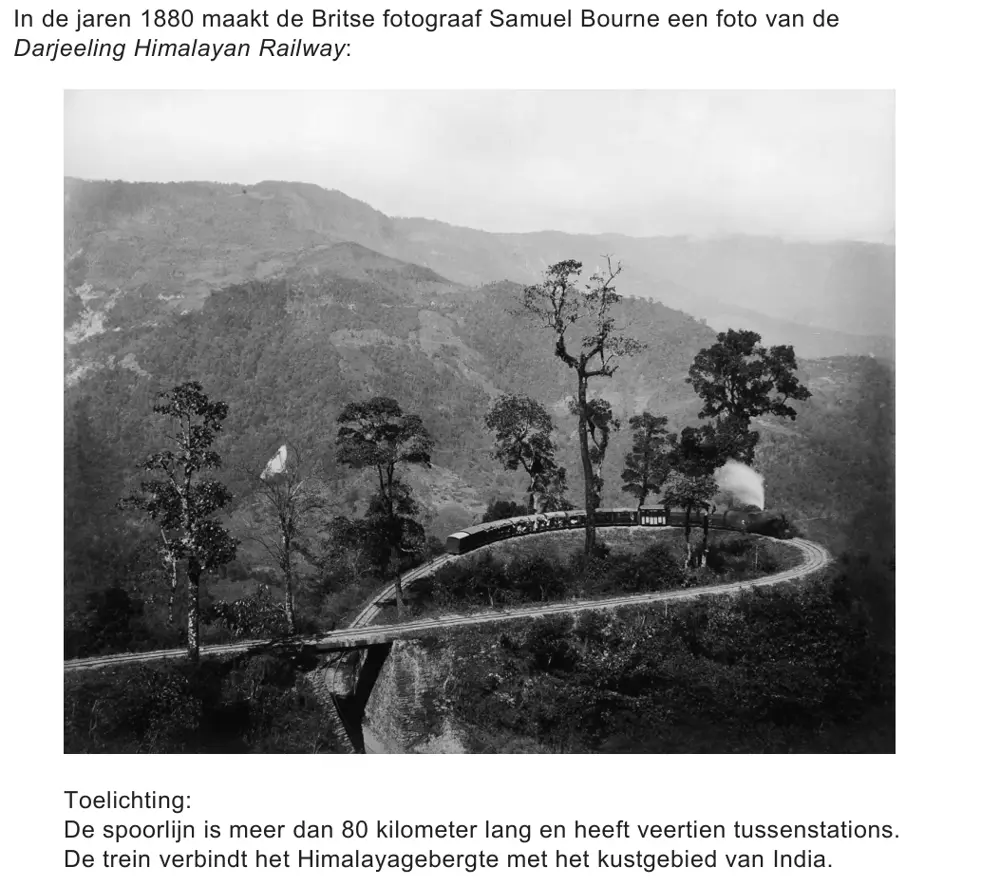 In de jaren 1880 maakt de Britse fotograaf Samuel Bourne een foto van de
Darjeeling Himalayan Railway:
Toelichting:
De spoorlijn is meer dan 80 kilometer lang en heeft veertien tussenstations.
De trein verbindt het Himalayagebergte met het kustgebied van India.